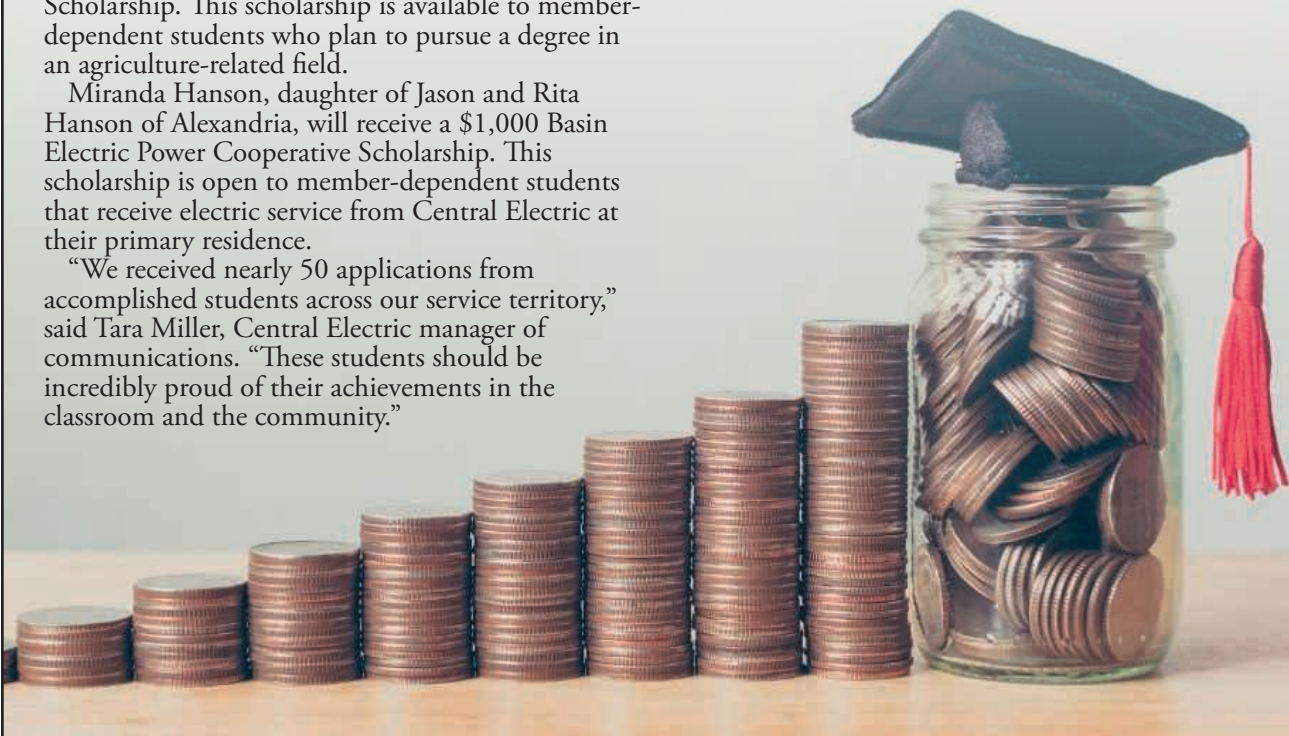 Scholarship. This scholarship is available to member-
dependent students who plan to pursue a degree in
an agriculture-related field.
Miranda Hanson, daughter of Jason and Rita
Hanson of Alexandria, will receive a $1,000 Basin
Electric Power Cooperative Scholarship. This
scholarship is open to member-dependent students
that receive electric service from Central Electric at
their primary residence.
“We received nearly 50 applications from
accomplished students across our service territory,”
said Tara Miller, Central Electric manager of
communications. “These students should be
incredibly proud of their achievements in the
classroom and the community.”